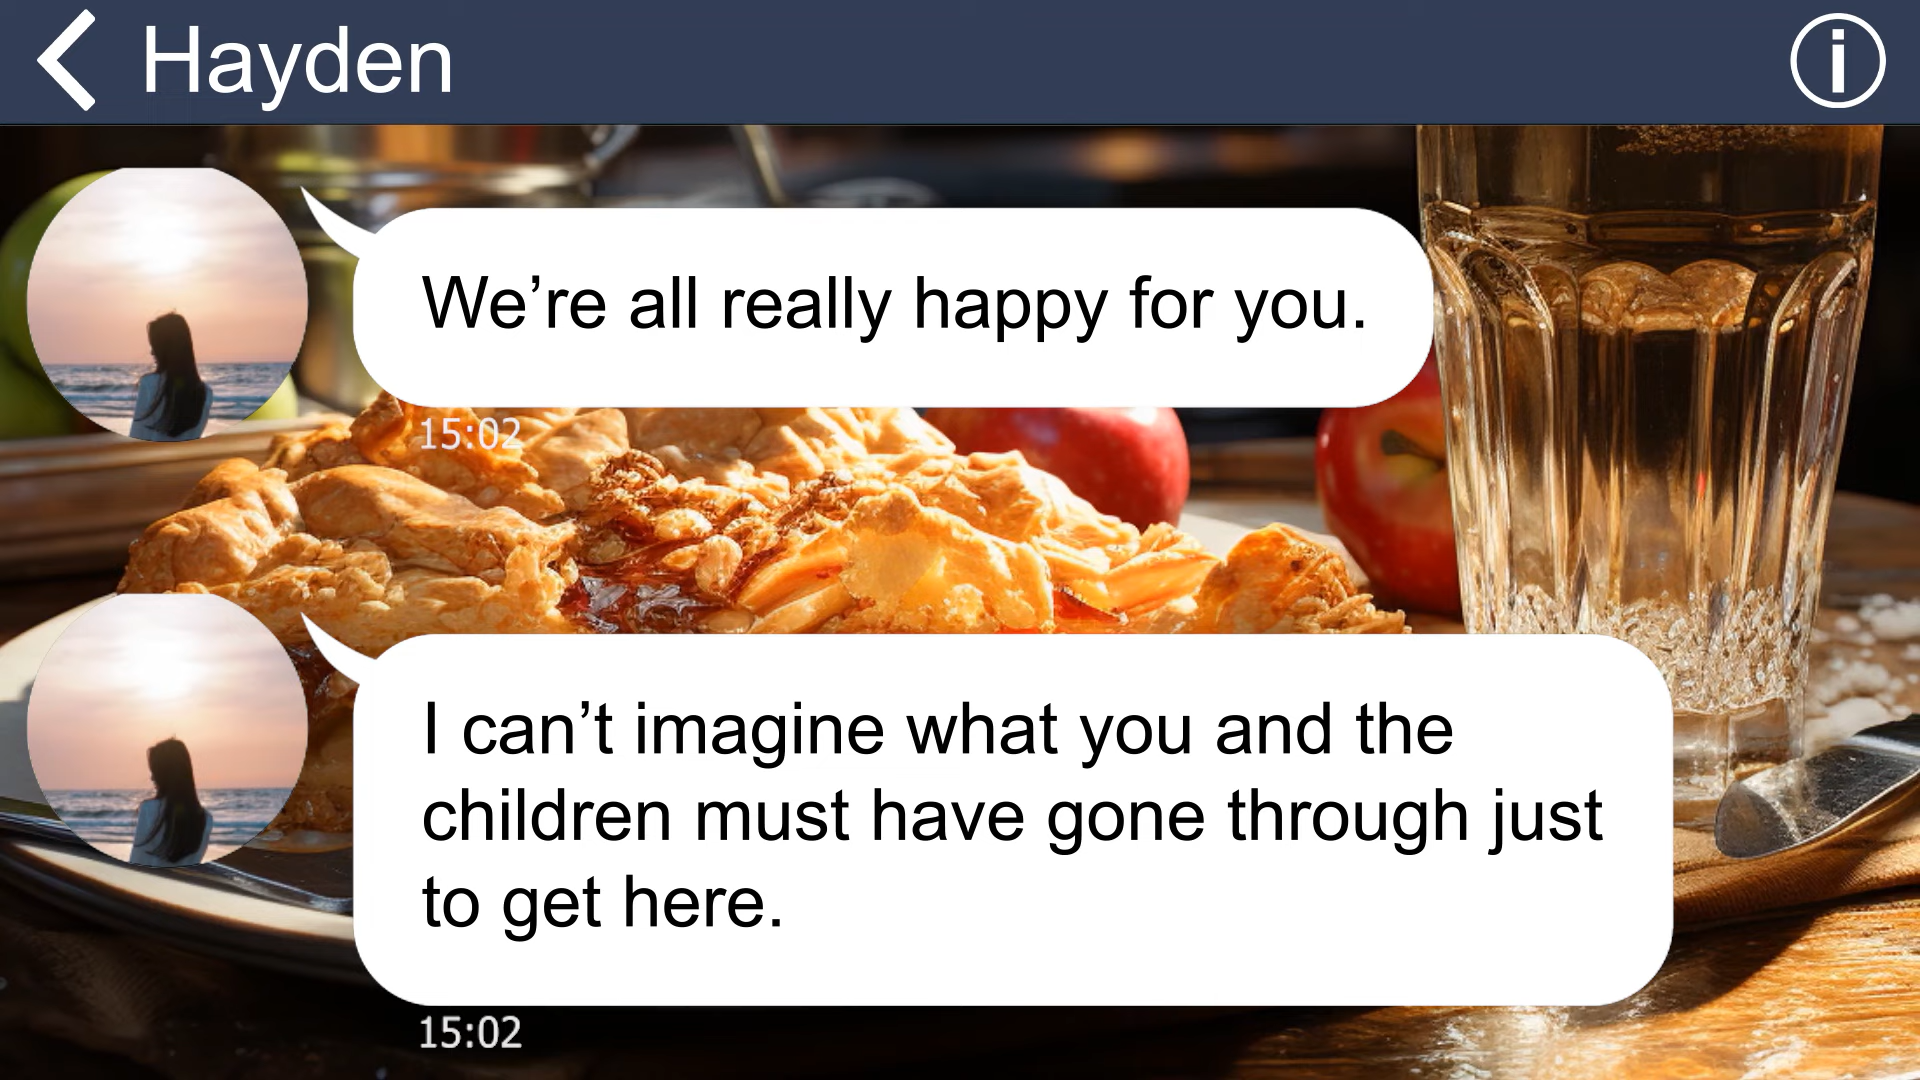 Hayden
We’re all really happy for you.
15:02
I can’t imagine what you and the
children must have gone through just
to get here.
15:02